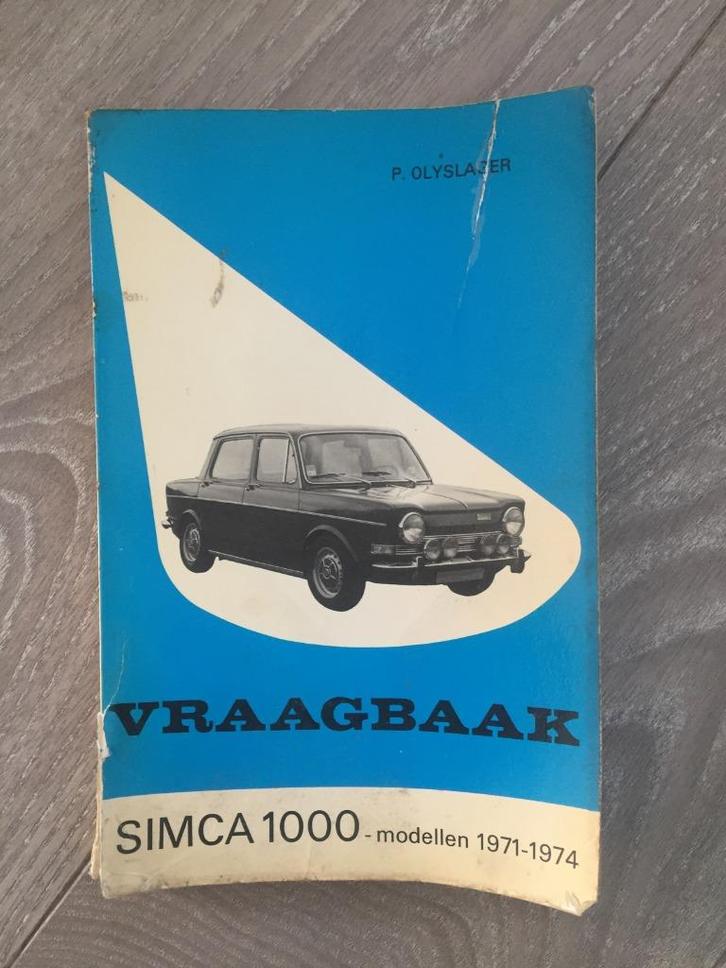 P. OLYSLAGER
VRAAGBAAK
SIMCA 1000 - modellen 1971-1974